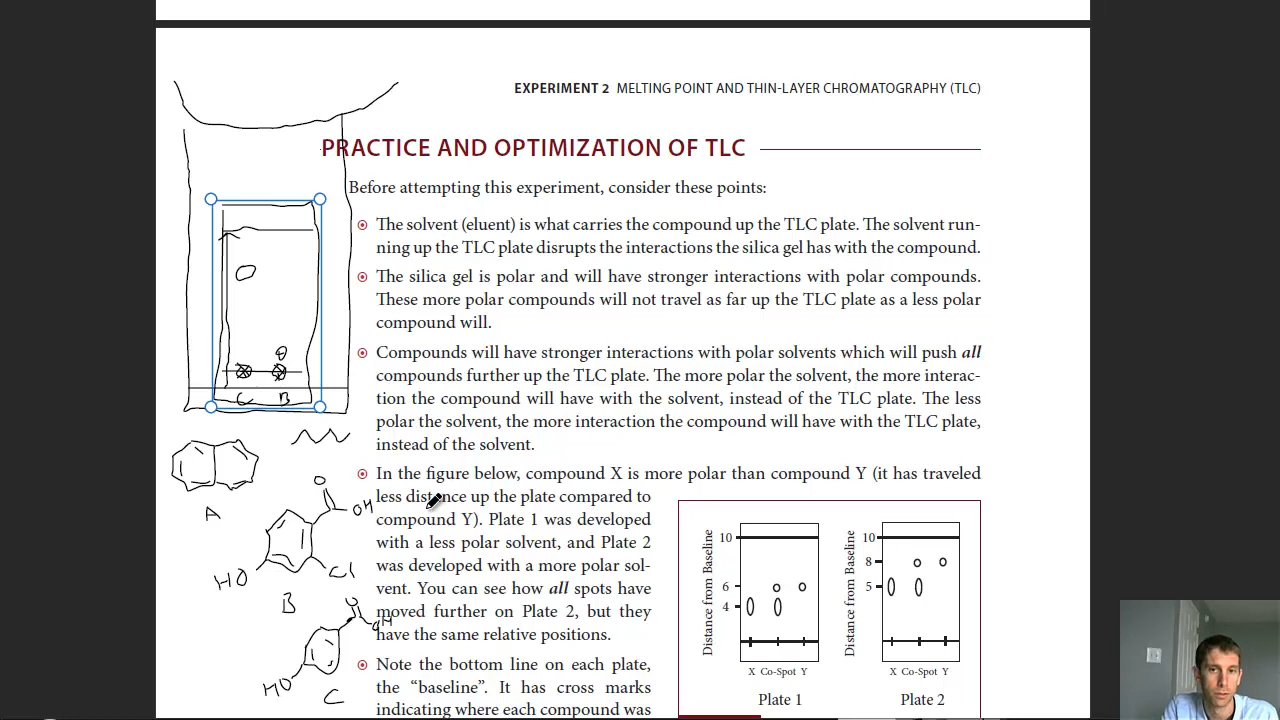 EXPERIMENT 2 MELTING POINT AND THIN-LAYER CHROMATOGRAPHY (TLC)
PRACTICE AND OPTIMIZATION OF TLC
Before attempting this experiment, consider these points:
The solvent (eluent) is what carries the compound up the TLC plate. The solvent run-
ning up the TLC plate disrupts the interactions the silica gel has with the compound.
The silica gel is polar and will have stronger interactions with polar compounds.
These more polar compounds will not travel as far up the TLC plate as a less polar
compound will.
Compounds will have stronger interactions with polar solvents which will push all
compounds further up the TLC plate. The more polar the solvent, the more interac-
tion the compound will have with the solvent, instead of the TLC plate. The less
polar the solvent, the more interaction the compound will have with the TLC plate,
instead of the solvent.
In the figure below, compound X is more polar than compound Y (it has traveled
less distance up the plate compared to
compound Y). Plate 1 was developed
with a less polar solvent, and Plate 2
was developed with a more polar sol-
vent. You can see how all spots have
moved further on Plate 2, but they
have the same relative positions.
Note the bottom line on each plate,
the “baseline”. It has cross marks
indicating where each compound was
Distance from Baseline
10
6
4
X Co-Spot Y
Plate 1
Distance from Baseline
10
8
5
X Co-Spot Y
Plate 2
C B
A
O
OH
HO
Cl
B
O
OH
HO
C